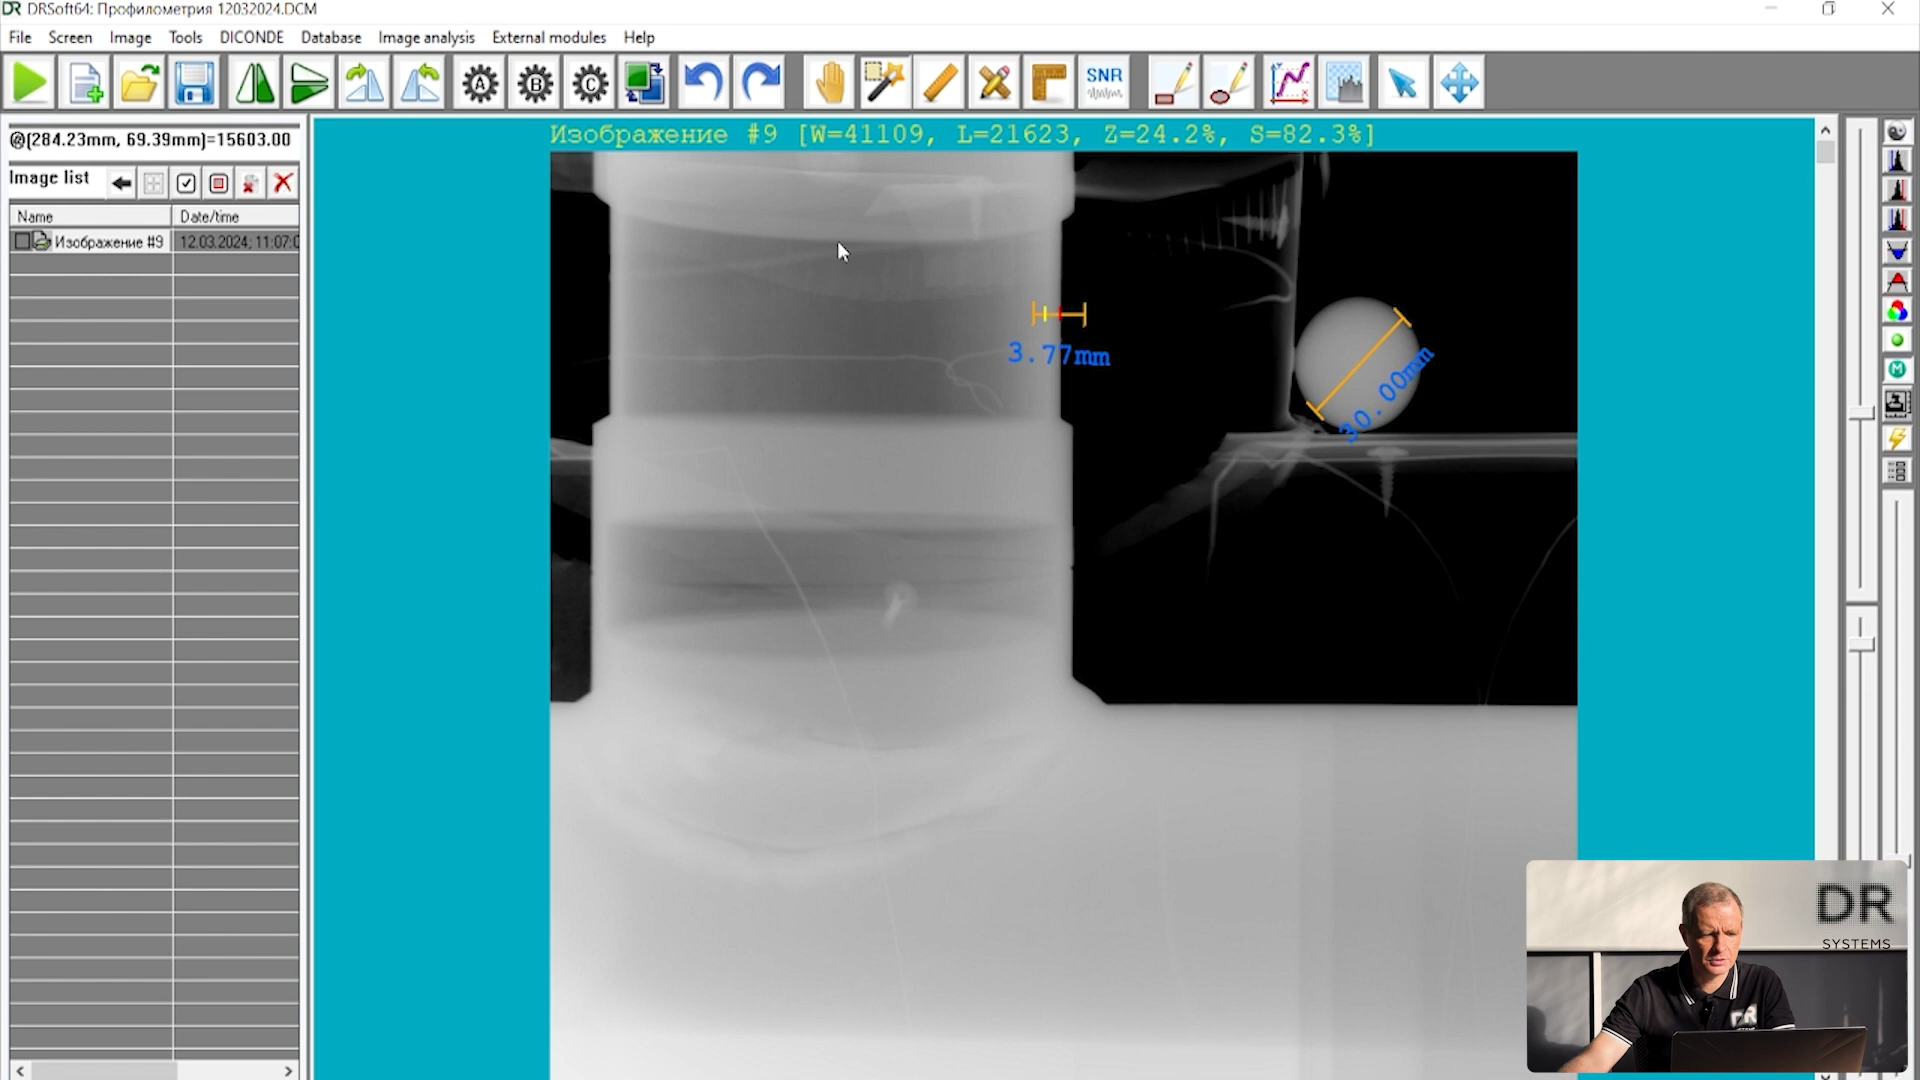 DR DRSoft64: Профилометрия 12032024.DCM
File Screen Image Tools DICONDE Database Image analysis External modules Help
A B C SNR
@(284.23mm, 69.39mm)=15603.00
Изображение #9 [W=41109, L=21623, Z=24.2%, S=82.3%]
Image list
Name Date/time
Изображение #9 12.03.2024; 11:07:0
3.77mm
30.00mm
M
DR
SYSTEMS
DR